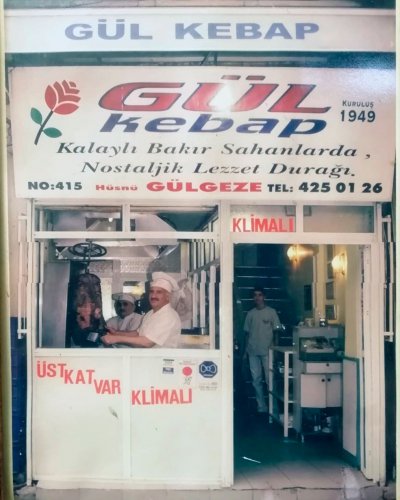 GÜL KEBAP
GÜL
kebap
KURULUŞ
1949
Kalaylı Bakır Sahanlarda,
Nostaljik Lezzet Durağı.
NO:415 Hüsnü GÜLGEZE TEL: 425 01 26
KLİMALI
ÜST KAT VAR KLİMALI